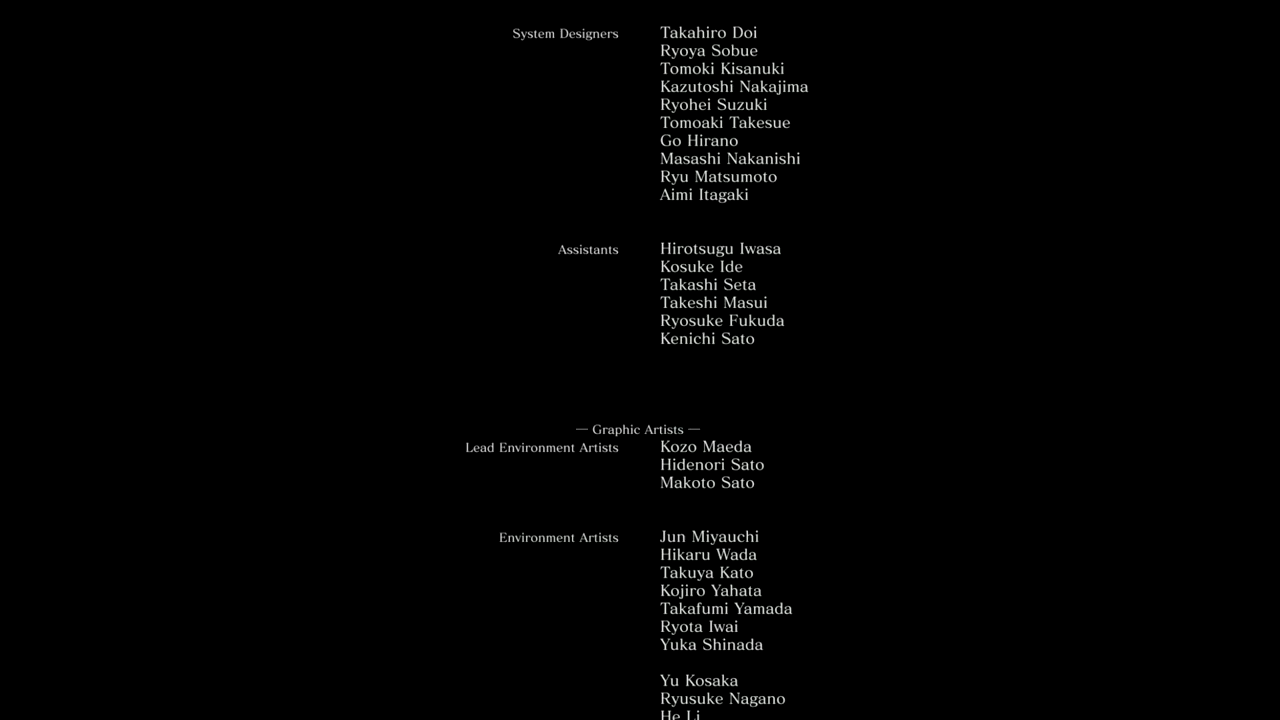 System Designers Takahiro Doi
Ryoya Sobue
Tomoki Kisanuki
Kazutoshi Nakajima
Ryohei Suzuki
Tomoaki Takesue
Go Hirano
Masashi Nakanishi
Ryu Matsumoto
Aimi Itagaki
Assistants Hirotsugu Iwasa
Kosuke Ide
Takashi Seta
Takeshi Masui
Ryosuke Fukuda
Kenichi Sato
— Graphic Artists —
Lead Environment Artists Kozo Maeda
Hidenori Sato
Makoto Sato
Environment Artists Jun Miyauchi
Hikaru Wada
Takuya Kato
Kojiro Yahata
Takafumi Yamada
Ryota Iwai
Yuka Shinada
Yu Kosaka
Ryusuke Nagano
He Li